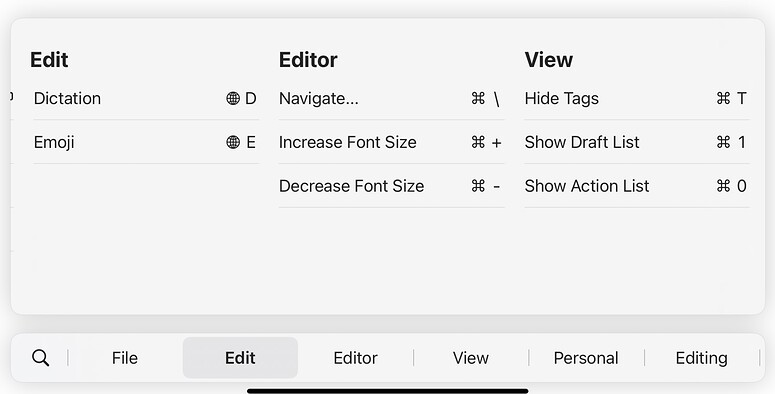 Edit
Dictation 🌐 D
Emoji 🌐 E
Editor
Navigate... ⌘ \
Increase Font Size ⌘ +
Decrease Font Size ⌘ -
View
Hide Tags ⌘ T
Show Draft List ⌘ 1
Show Action List ⌘ 0
File
Edit
Editor
View
Personal
Editing